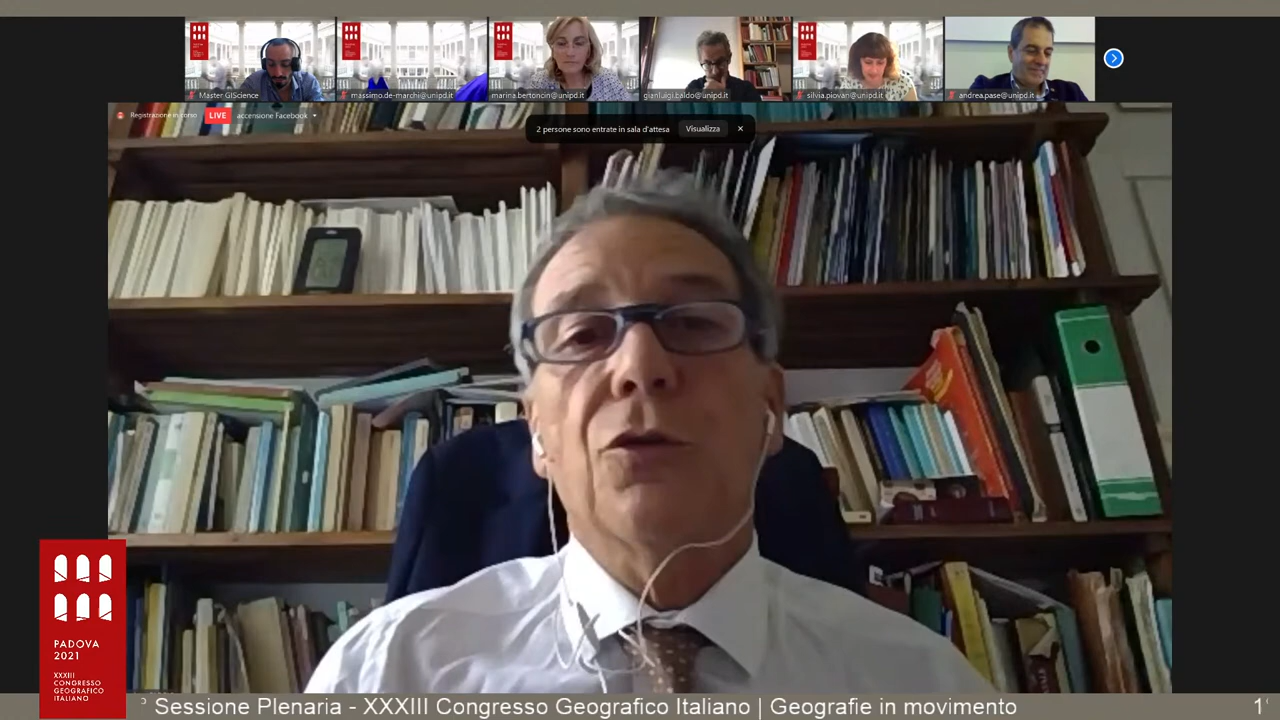 PADOVA
2021
Master GIScience
massimo.de-marchi@unipd.it
marina.bertoncin@unipd.it
gianluigi.baldo@unipd.it
silvia.piovan@unipd.it
andrea.pase@unipd.it
Registrazione in corso
LIVE
accensione Facebook
2 persone sono entrate in sala d'attesa
Visualizza
PADOVA
2021
XXXIII
CONGRESSO
GEOGRAFICO
ITALIANO
Sessione Plenaria - XXXIII Congresso Geografico Italiano | Geografie in movimento